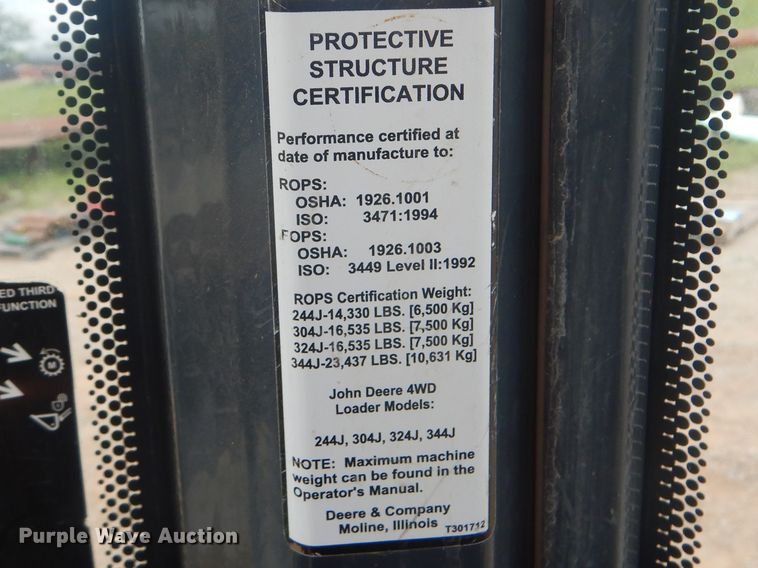 PROTECTIVE
STRUCTURE
CERTIFICATION
Performance certified at
date of manufacture to:
ROPS:
OSHA: 1926.1001
ISO: 3471:1994
FOPS:
OSHA: 1926.1003
ISO: 3449 Level II:1992
ROPS Certification Weight:
244J-14,330 LBS. [6,500 Kg]
304J-16,535 LBS. [7,500 Kg]
324J-16,535 LBS. [7,500 Kg]
344J-23,437 LBS. [10,631 Kg]
John Deere 4WD
Loader Models:
244J, 304J, 324J, 344J
NOTE: Maximum machine
weight can be found in the
Operator's Manual.
Deere & Company
Moline, Illinois T301712
ED THIRD
FUNCTION
M
Purple Wave Auction